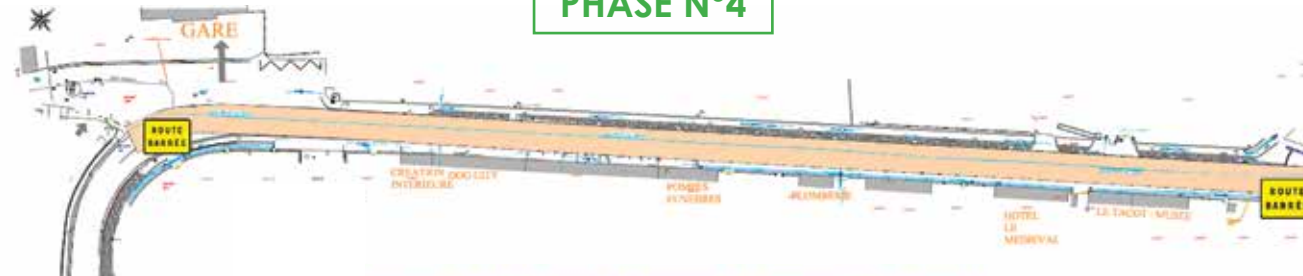 PHASE N°4
GARE
ROUTE
BARRÉE
CREATION
INTERIEURE
DOG CITY
POMPES
FUNEBRES
PLOMBERIE
HOTEL
LE
MEDIEVAL
LE TACOT - MUSEE
ROUTE
BARRÉE